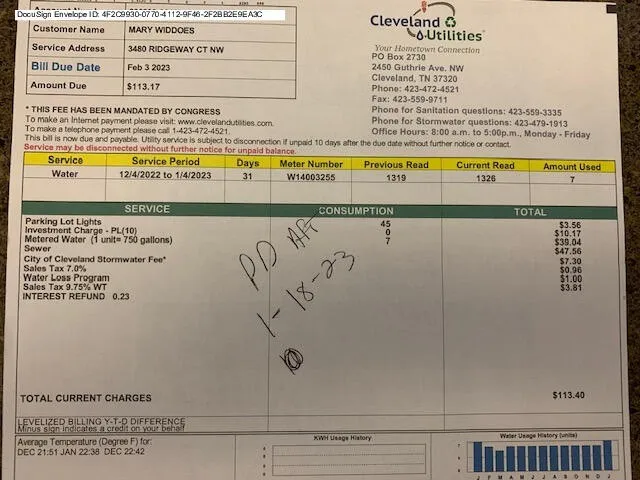 DocuSign Envelope ID: 4F2C9930-0770-4112-9F46-2F2BB2E9EA3C
Customer Name MARY WIDDOES
Service Address 3480 RIDGEWAY CT NW
Bill Due Date Feb 3 2023
Amount Due $113.17
Cleveland
Utilities
Your Hometown Connection
PO Box 2730
2450 Guthrie Ave. NW
Cleveland, TN 37320
Phone: 423-472-4521
Fax: 423-559-9711
Phone for Sanitation questions: 423-559-3335
Phone for Stormwater questions: 423-479-1913
Office Hours: 8:00 a.m. to 5:00p.m., Monday - Friday
* THIS FEE HAS BEEN MANDATED BY CONGRESS
To make an Internet payment please visit: www.clevelandutilities.com.
To make a telephone payment please call 1-423-472-4521.
This bill is now due and payable. Utility service is subject to disconnection if unpaid 10 days after the due date without further notice or contact.
Service may be disconnected without further notice for unpaid balance.
Service Service Period Days Meter Number Previous Read Current Read Amount Used
Water 12/4/2022 to 1/4/2023 31 W14003255 1319 1326 7
SERVICE CONSUMPTION TOTAL
Parking Lot Lights 45 $3.56
Investment Charge - PL(10) 0 $10.17
Metered Water (1 unit= 750 gallons) 7 $39.04
Sewer $47.56
City of Cleveland Stormwater Fee* $7.30
Sales Tax 7.0% $0.96
Water Loss Program $1.00
Sales Tax 9.75% WT $3.81
INTEREST REFUND 0.23
PD
1-18-23
TOTAL CURRENT CHARGES $113.40
LEVELIZED BILLING Y-T-D DIFFERENCE
Minus sign indicates a credit on your behalf
Average Temperature (Degree F) for:
DEC 21:51 JAN 22:38 DEC 22:42
KWH Usage History
Water Usage History (units)
J F M A M J J A S O N D J